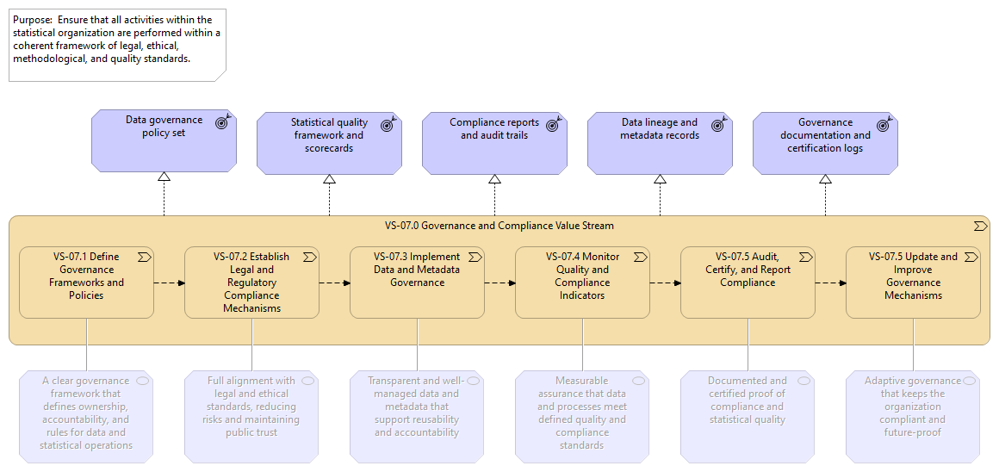 Purpose:  Ensure that all activities within the
statistical organization are performed within a
coherent framework of legal, ethical,
methodological, and quality standards.
Data governance
policy set
Statistical quality
framework and
scorecards
Compliance reports
and audit trails
Data lineage and
metadata records
Governance
documentation and
certification logs
VS-07.0 Governance and Compliance Value Stream
VS-07.1 Define
Governance
Frameworks and
Policies
VS-07.2 Establish
Legal and
Regulatory
Compliance
Mechanisms
VS-07.3 Implement
Data and Metadata
Governance
VS-07.4 Monitor
Quality and
Compliance
Indicators
VS-07.5 Audit,
Certify, and Report
Compliance
VS-07.5 Update and
Improve
Governance
Mechanisms
A clear governance
framework that
defines ownership,
accountability, and
rules for data and
statistical operations
Full alignment with
legal and ethical
standards, reducing
risks and maintaining
public trust
Transparent and well-
managed data and
metadata that
support reusability
and accountability
Measurable
assurance that data
and processes meet
defined quality and
compliance
standards
Documented and
certified proof of
compliance and
statistical quality
Adaptive governance
that keeps the
organization
compliant and
future-proof